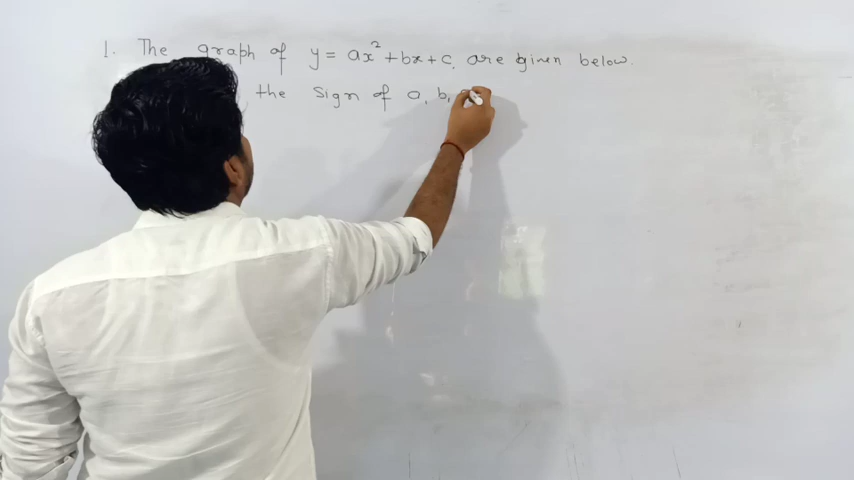 1. The graph of y = ax² + bx + c, are given below.
the sign of a, b,